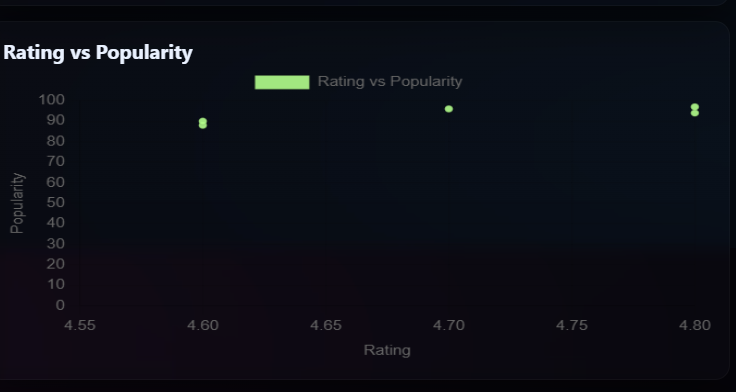 Rating vs Popularity
Rating vs Popularity
100
90
80
70
60
50
40
30
20
10
0
Popularity
4.55 4.60 4.65 4.70 4.75 4.80
Rating